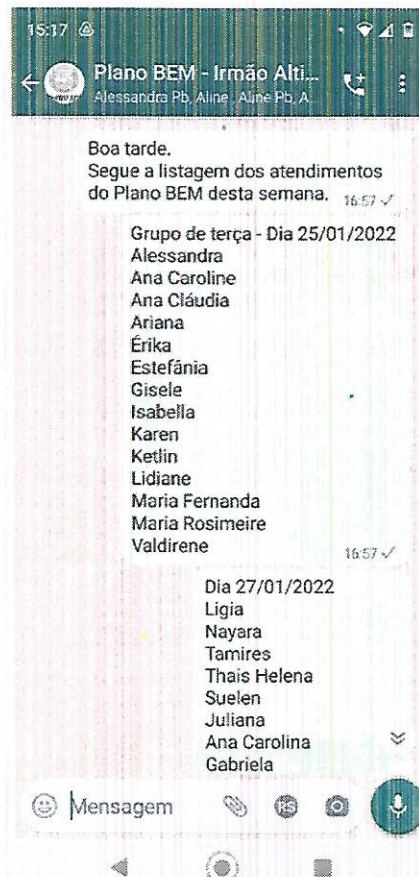 15:17
Plano BEM - Irmão Alti...
Alessandra Pb, Aline, Aline Pb, A...
Boa tarde.
Segue a listagem dos atendimentos
do Plano BEM desta semana. 16:57
Grupo de terça - Dia 25/01/2022
Alessandra
Ana Caroline
Ana Cláudia
Ariana
Érika
Estefânia
Gisele
Isabella
Karen
Ketlin
Lidiane
Maria Fernanda
Maria Rosimeire
Valdirene
16:57
Dia 27/01/2022
Ligia
Nayara
Tamires
Thais Helena
Suelen
Juliana
Ana Carolina
Gabriela
Mensagem